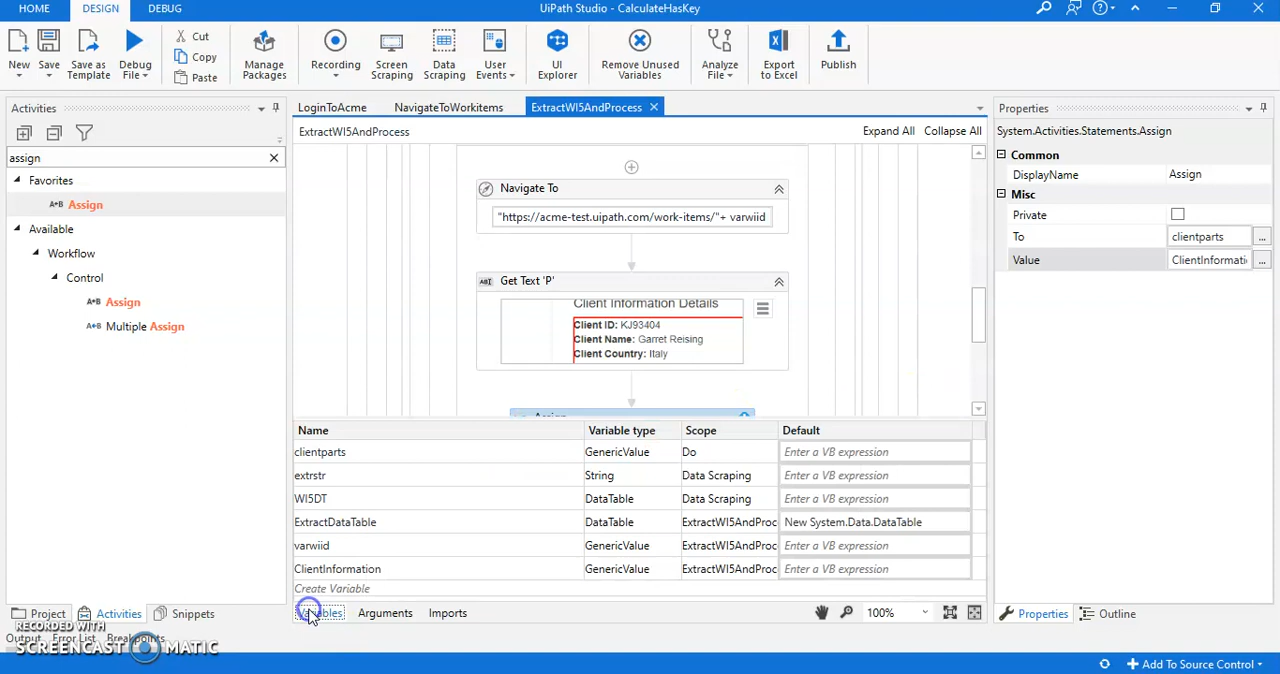 HOME DESIGN DEBUG UiPath Studio - CalculateHasKey
New Save Save as Template Debug File Cut Copy Paste Manage Packages Recording Screen Scraping Data Scraping User Events UI Explorer Remove Unused Variables Analyze File Export to Excel Publish
Activities
assign
Favorites
Assign
Available
Workflow
Control
Assign
Multiple Assign
LoginToAcme NavigateToWorkitems ExtractWI5AndProcess
ExtractWI5AndProcess Expand All Collapse All
Navigate To
"https://acme-test.uipath.com/work-items/"+ varwiid
Get Text 'P'
Client Information Details
Client ID: KJ93404
Client Name: Garret Reising
Client Country: Italy
Assign
Name Variable type Scope Default
clientparts GenericValue Do Enter a VB expression
extrstr String Data Scraping Enter a VB expression
WI5DT DataTable Data Scraping Enter a VB expression
ExtractDataTable DataTable ExtractWI5AndProc New System.Data.DataTable
varwiid GenericValue ExtractWI5AndProc Enter a VB expression
ClientInformation GenericValue ExtractWI5AndProc Enter a VB expression
Create Variable
Variables Arguments Imports 100%
Properties
System.Activities.Statements.Assign
Common
DisplayName Assign
Misc
Private
To clientparts ...
Value ClientInformati ...
Project Activities Snippets
Properties Outline
Output Error List Breakpoints
RECORDED WITH
SCREENCAST MATIC
Add To Source Control